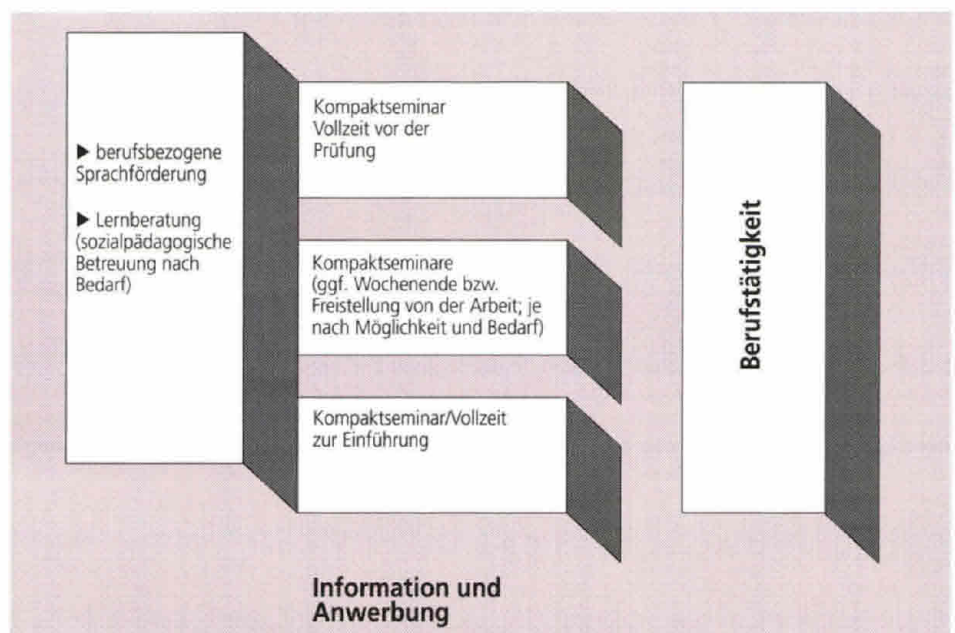 ▶ berufsbezogene
Sprachförderung
▶ Lernberatung
(sozialpädagogische
Betreuung nach
Bedarf)
Kompaktseminar
Vollzeit vor der
Prüfung
Kompaktseminare
(ggf. Wochenende bzw.
Freistellung von der Arbeit; je
nach Möglichkeit und Bedarf)
Kompaktseminar/Vollzeit
zur Einführung
Berufstätigkeit
Information und
Anwerbung